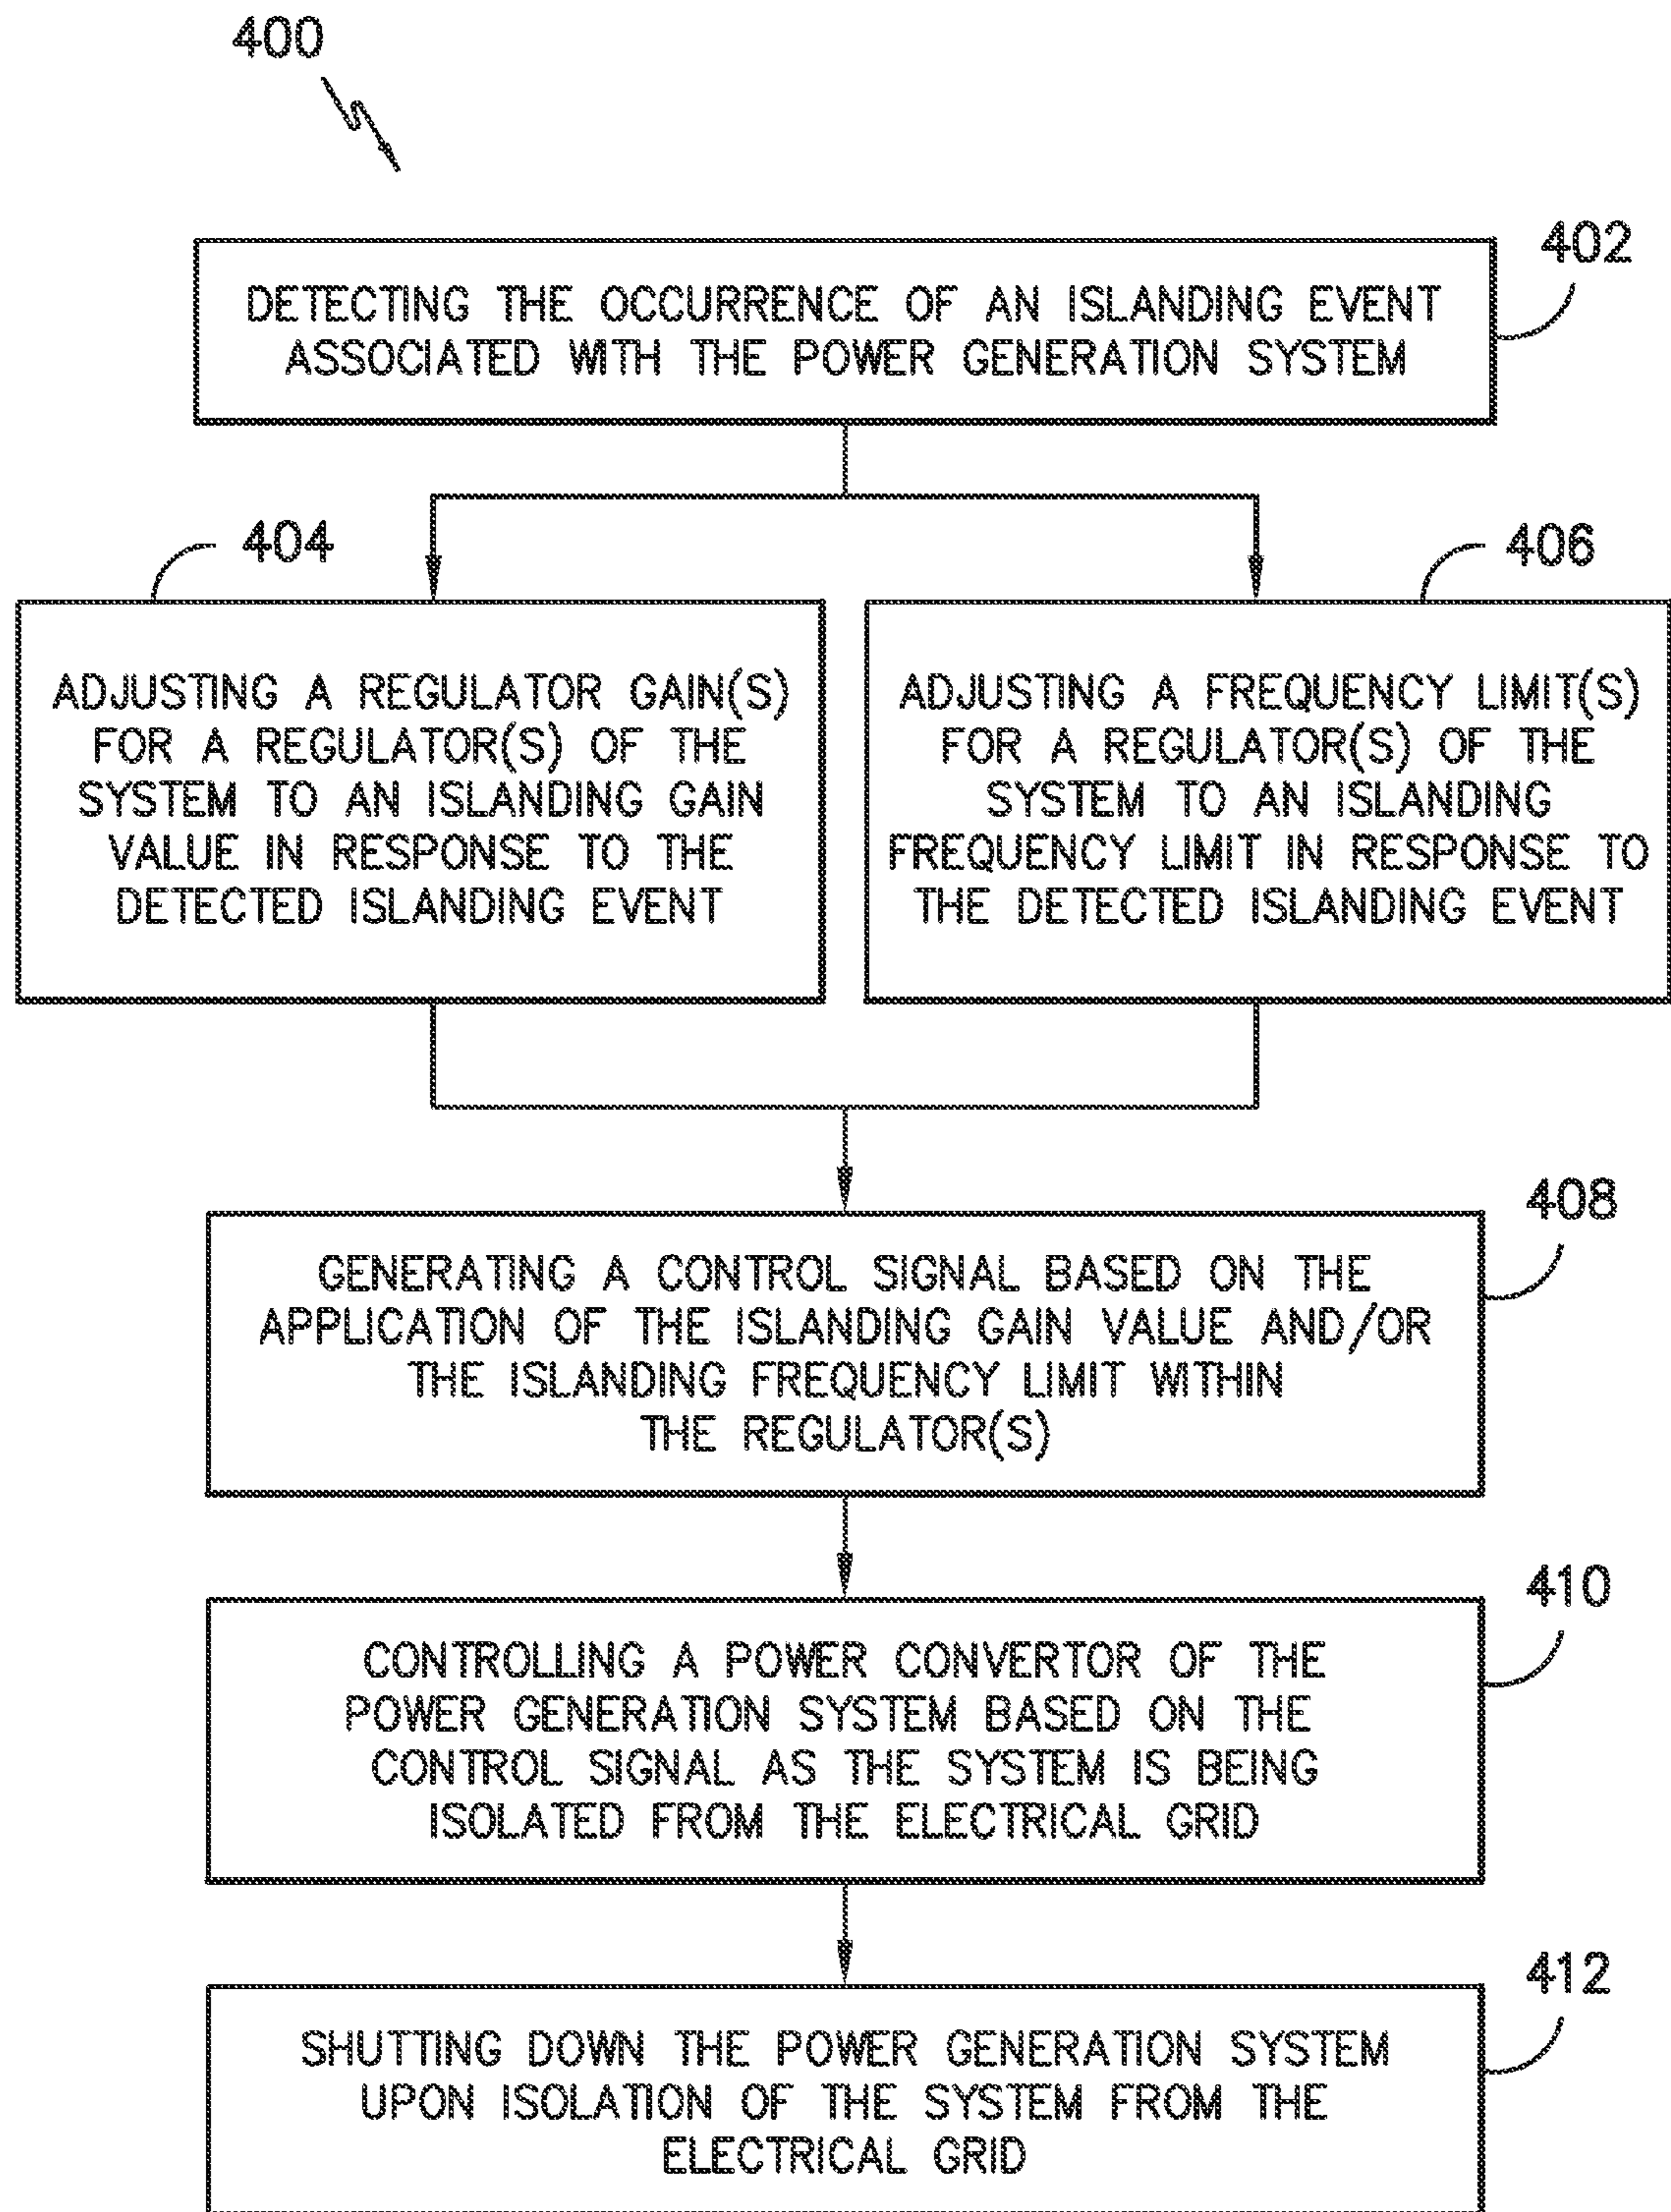 400
402
DETECTING THE OCCURRENCE OF AN ISLANDING EVENT
ASSOCIATED WITH THE POWER GENERATION SYSTEM
404
ADJUSTING A REGULATOR GAIN(S)
FOR A REGULATOR(S) OF THE
SYSTEM TO AN ISLANDING GAIN
VALUE IN RESPONSE TO THE
DETECTED ISLANDING EVENT
406
ADJUSTING A FREQUENCY LIMIT(S)
FOR A REGULATOR(S) OF THE
SYSTEM TO AN ISLANDING
FREQUENCY LIMIT IN RESPONSE TO
THE DETECTED ISLANDING EVENT
408
GENERATING A CONTROL SIGNAL BASED ON THE
APPLICATION OF THE ISLANDING GAIN VALUE AND/OR
THE ISLANDING FREQUENCY LIMIT WITHIN
THE REGULATOR(S)
410
CONTROLLING A POWER CONVERTOR OF THE
POWER GENERATION SYSTEM BASED ON THE
CONTROL SIGNAL AS THE SYSTEM IS BEING
ISOLATED FROM THE ELECTRICAL GRID
412
SHUTTING DOWN THE POWER GENERATION SYSTEM
UPON ISOLATION OF THE SYSTEM FROM THE
ELECTRICAL GRID